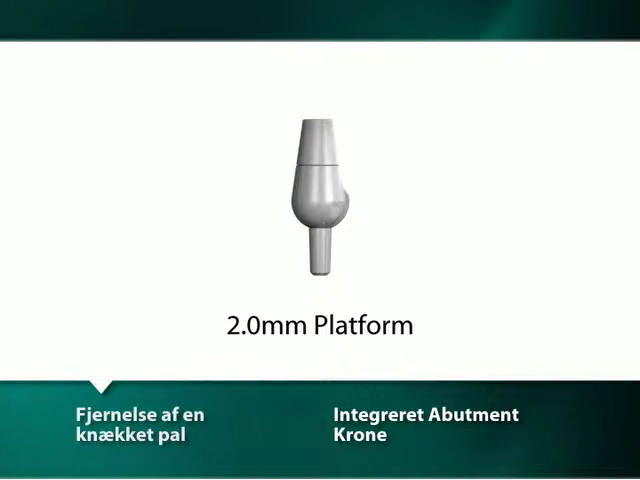 2.0mm Platform
Fjernelse af en
knækket pal
Integreret Abutment
Krone